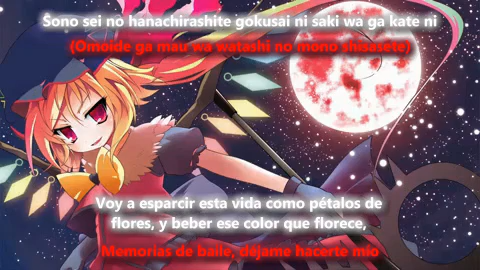 Sono sei no hanachirashite gokusai ni saki wa ga kate ni
(Omoide ga mau wa watashi no mono shisasete)
Voy a esparcir esta vida como pétalos de
flores, y beber ese color que florece,
Memorias de baile, déjame hacerte mio